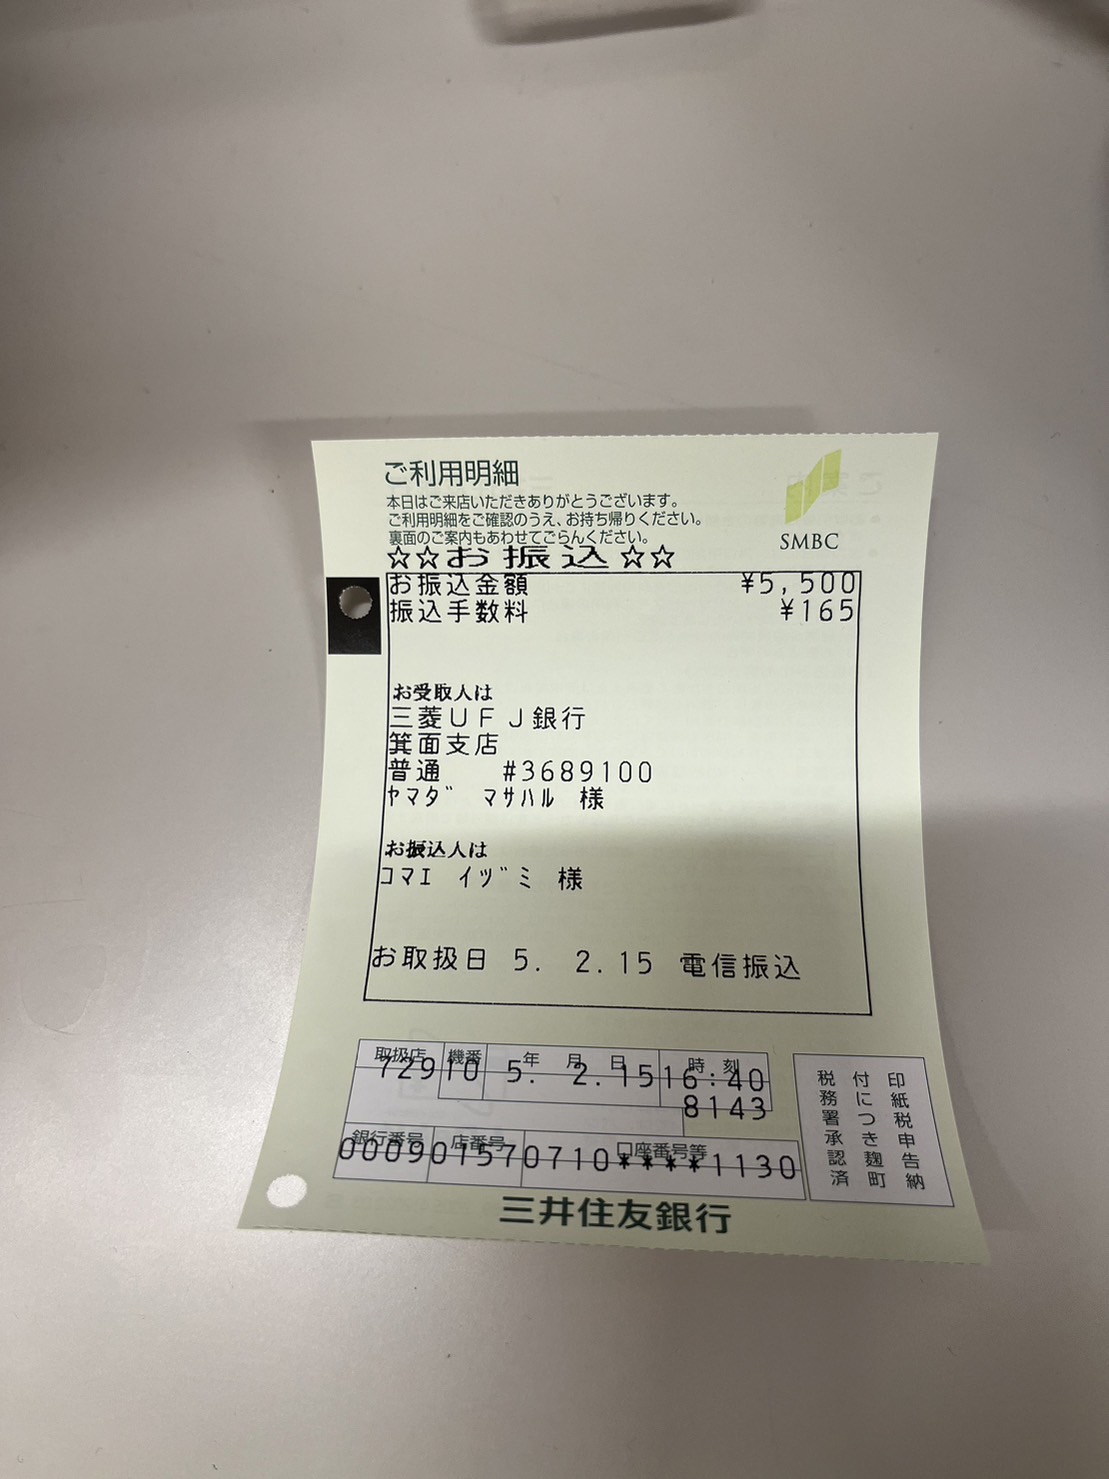 ご利用明細
本日はご来店いただきありがとうございます。
ご利用明細をご確認のうえ、お持ち帰りください。
裏面のご案内もあわせてごらんください。
SMBC
☆☆お振込☆☆
お振込金額 ¥5,500
振込手数料 ¥165
お受取人は
三菱UFJ銀行
箕面支店
普通 #3689100
ヤマダ マサハル 様
お振込人は
コマエ イヅミ 様
お取扱日 5. 2.15 電信振込
取扱店 機番 年 月 日 時 刻
72910 5. 2.1516:40
8143
銀行番号 店番号 口座番号等
00090157 0710****1130
印紙税申告納
付につき麹町
税務署承認済
三井住友銀行